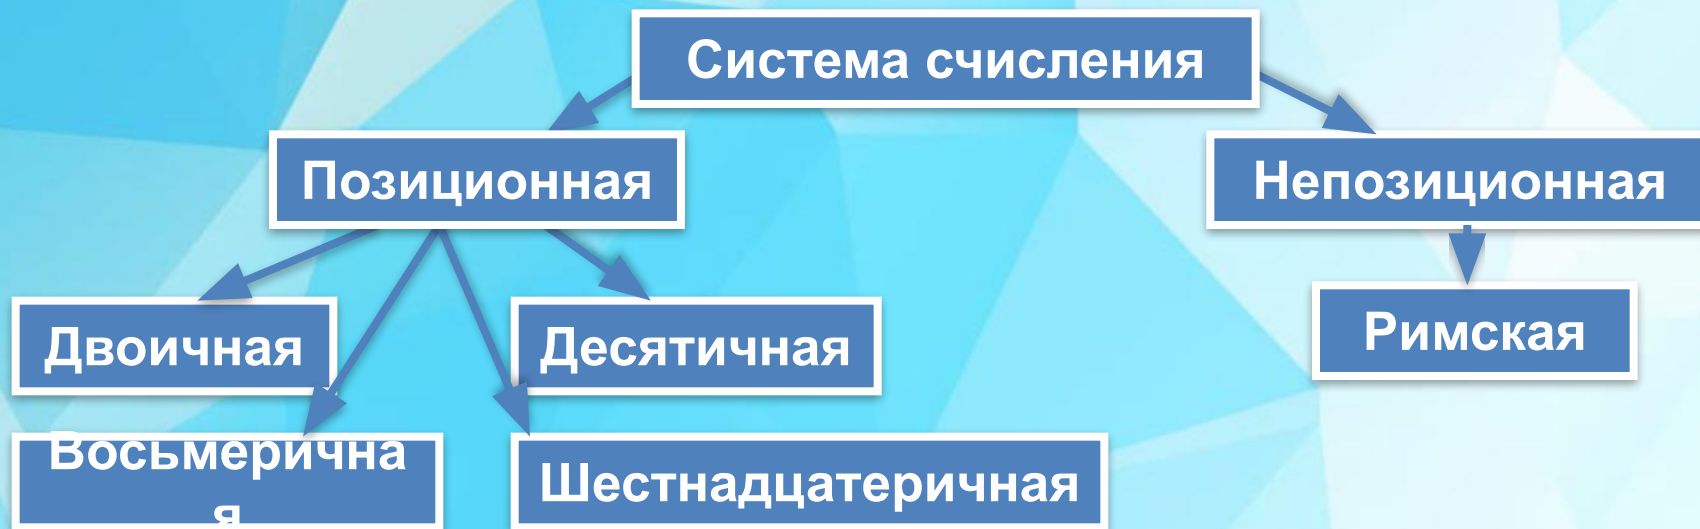 Система счисления
Позиционная
Непозиционная
Двоичная
Десятичная
Римская
Восьмерична
я
Шестнадцатеричная